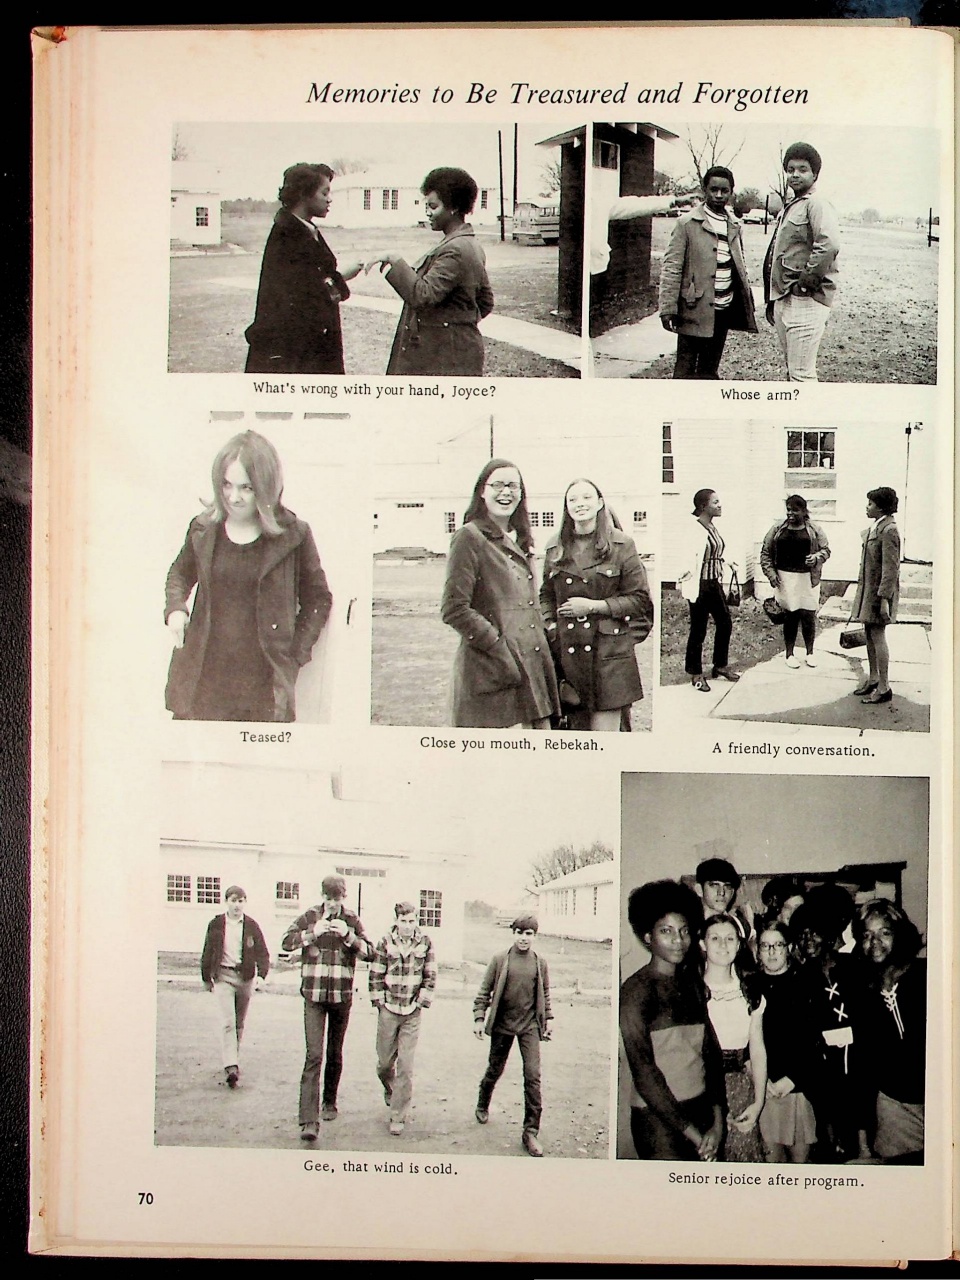 Memories to Be Treasured and Forgotten
What's wrong with your hand, Joyce?
Whose arm?
Teased?
Close you mouth, Rebekah.
A friendly conversation.
Gee, that wind is cold.
Senior rejoice after program.
70